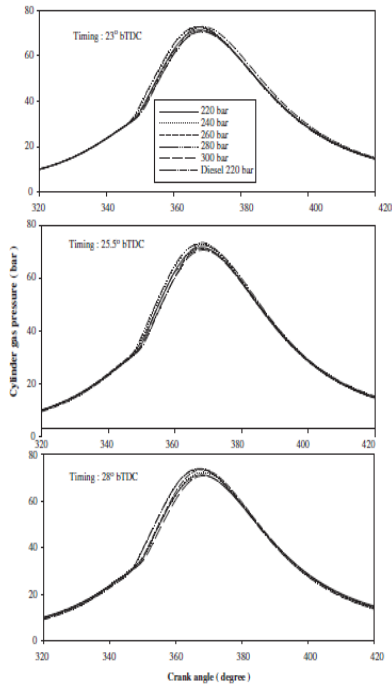 80
Timing : 23° bTDC
60
220 bar
240 bar
260 bar
280 bar
300 bar
Diesel 220 bar
40
20
0
320 340 360 380 400 420
80
Timing : 25.5° bTDC
60
40
20
0
320 340 360 380 400 420
Cylinder gas pressure ( bar )
80
Timing : 28° bTDC
60
40
20
0
320 340 360 380 400 420
Crank angle ( degree )